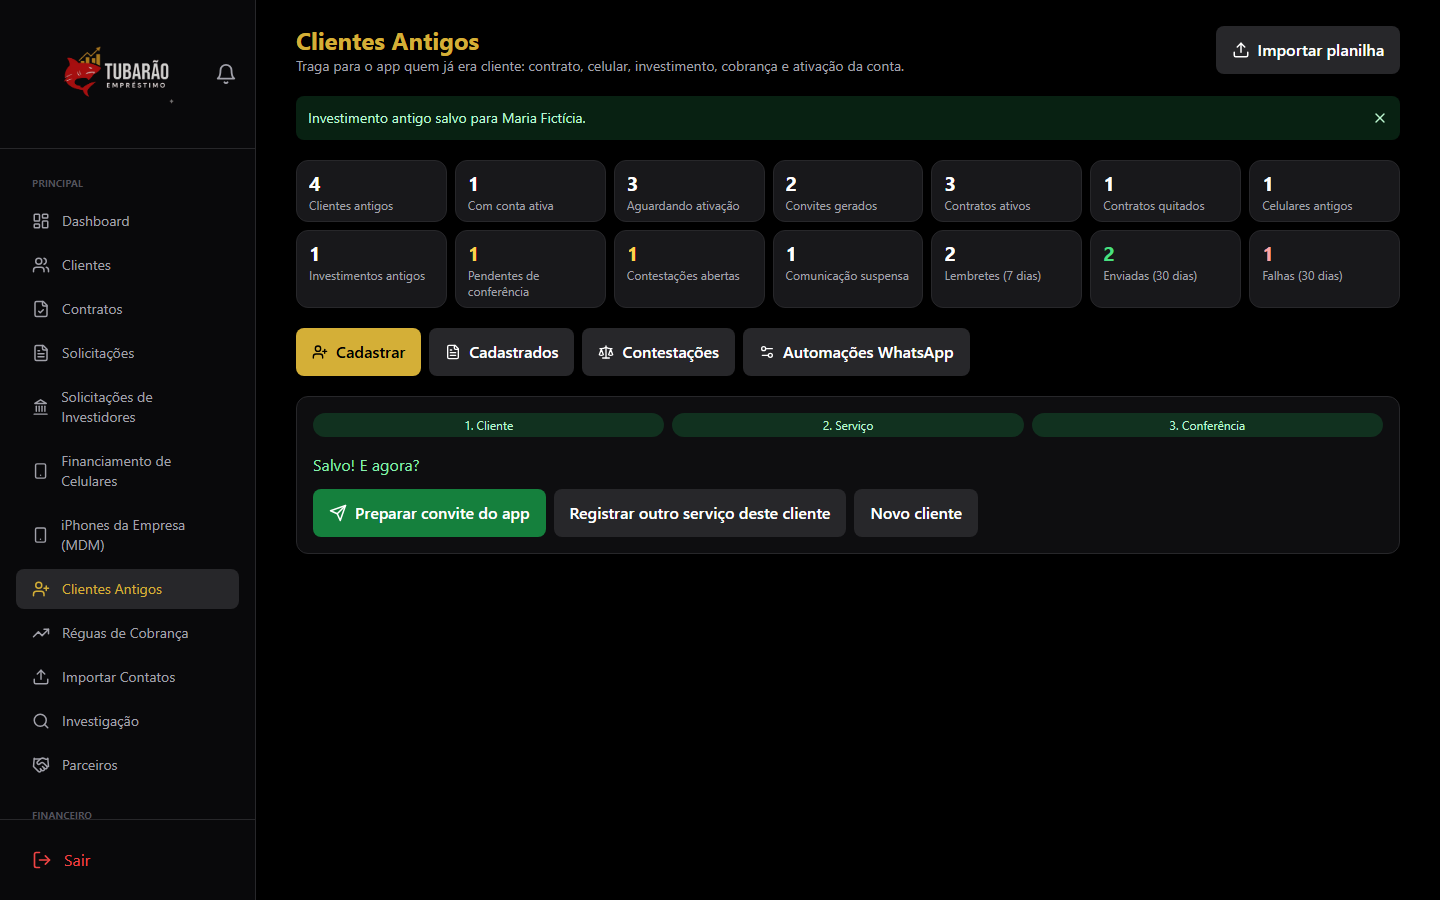 TUBARÃO
EMPRÉSTIMO
PRINCIPAL
Dashboard
Clientes
Contratos
Solicitações
Solicitações de
Investidores
Financiamento de
Celulares
iPhones da Empresa
(MDM)
Clientes Antigos
Réguas de Cobrança
Importar Contatos
Investigação
Parceiros
FINANCEIRO
Sair
Clientes Antigos
Traga para o app quem já era cliente: contrato, celular, investimento, cobrança e ativação da conta.
Importar planilha
Investimento antigo salvo para Maria Fictícia.
4
Clientes antigos
1
Com conta ativa
3
Aguardando ativação
2
Convites gerados
3
Contratos ativos
1
Contratos quitados
1
Celulares antigos
1
Investimentos antigos
1
Pendentes de
conferência
1
Contestações abertas
1
Comunicação suspensa
2
Lembretes (7 dias)
2
Enviadas (30 dias)
1
Falhas (30 dias)
Cadastrar
Cadastrados
Contestações
Automações WhatsApp
1. Cliente
2. Serviço
3. Conferência
Salvo! E agora?
Preparar convite do app
Registrar outro serviço deste cliente
Novo cliente